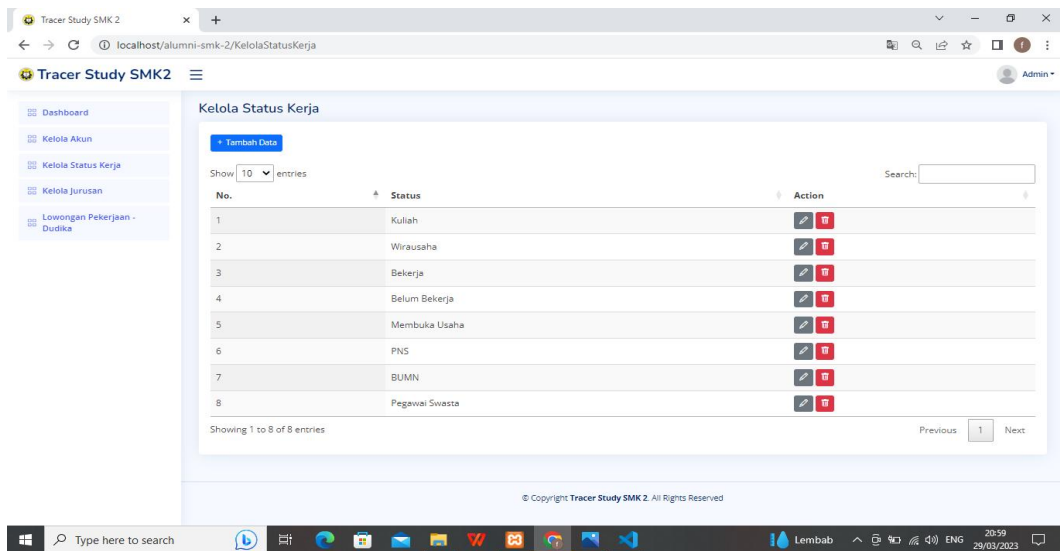 Tracer Study SMK 2
localhost/alumni-smk-2/KelolaStatusKerja
f
Tracer Study SMK2
Admin
Dashboard
Kelola Akun
Kelola Status Kerja
Kelola Jurusan
Lowongan Pekerjaan -
Dudika
Kelola Status Kerja
+ Tambah Data
Show 10 entries
Search:
No. Status Action
1 Kuliah
2 Wirausaha
3 Bekerja
4 Belum Bekerja
5 Membuka Usaha
6 PNS
7 BUMN
8 Pegawai Swasta
Showing 1 to 8 of 8 entries
Previous 1 Next
© Copyright Tracer Study SMK 2. All Rights Reserved
Type here to search
Lembab
ENG
20:59
29/03/2023